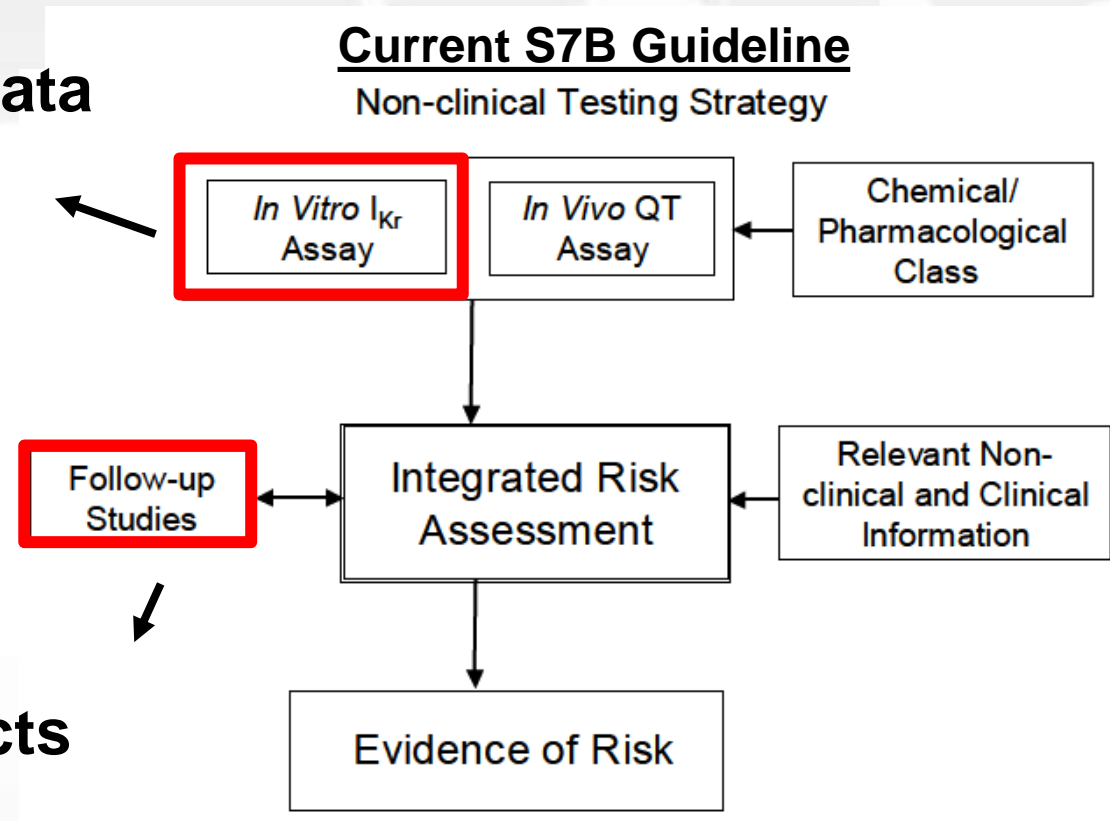 Current S7B Guideline
ata
Non-clinical Testing Strategy
In Vitro IKr
Assay
In Vivo QT
Assay
Chemical/
Pharmacological
Class
Follow-up
Studies
Integrated Risk
Assessment
Relevant Non-
clinical and Clinical
Information
cts
Evidence of Risk